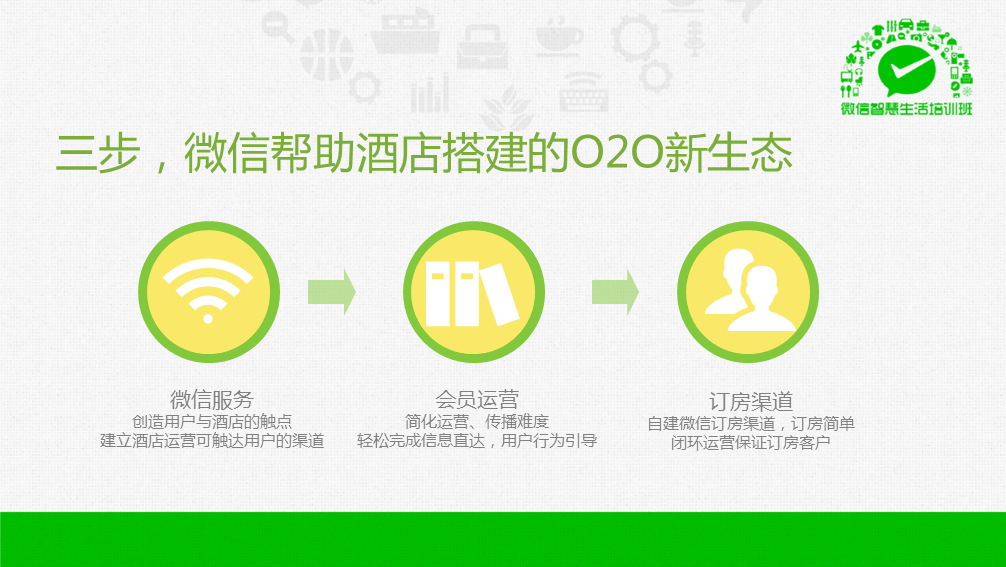 微信智慧生活培训班
三步，微信帮助酒店搭建的O2O新生态
微信服务
创造用户与酒店的触点
建立酒店运营可触达用户的渠道
会员运营
简化运营、传播难度
轻松完成信息直达，用户行为引导
订房渠道
自建微信订房渠道，订房简单
闭环运营保证订房客户